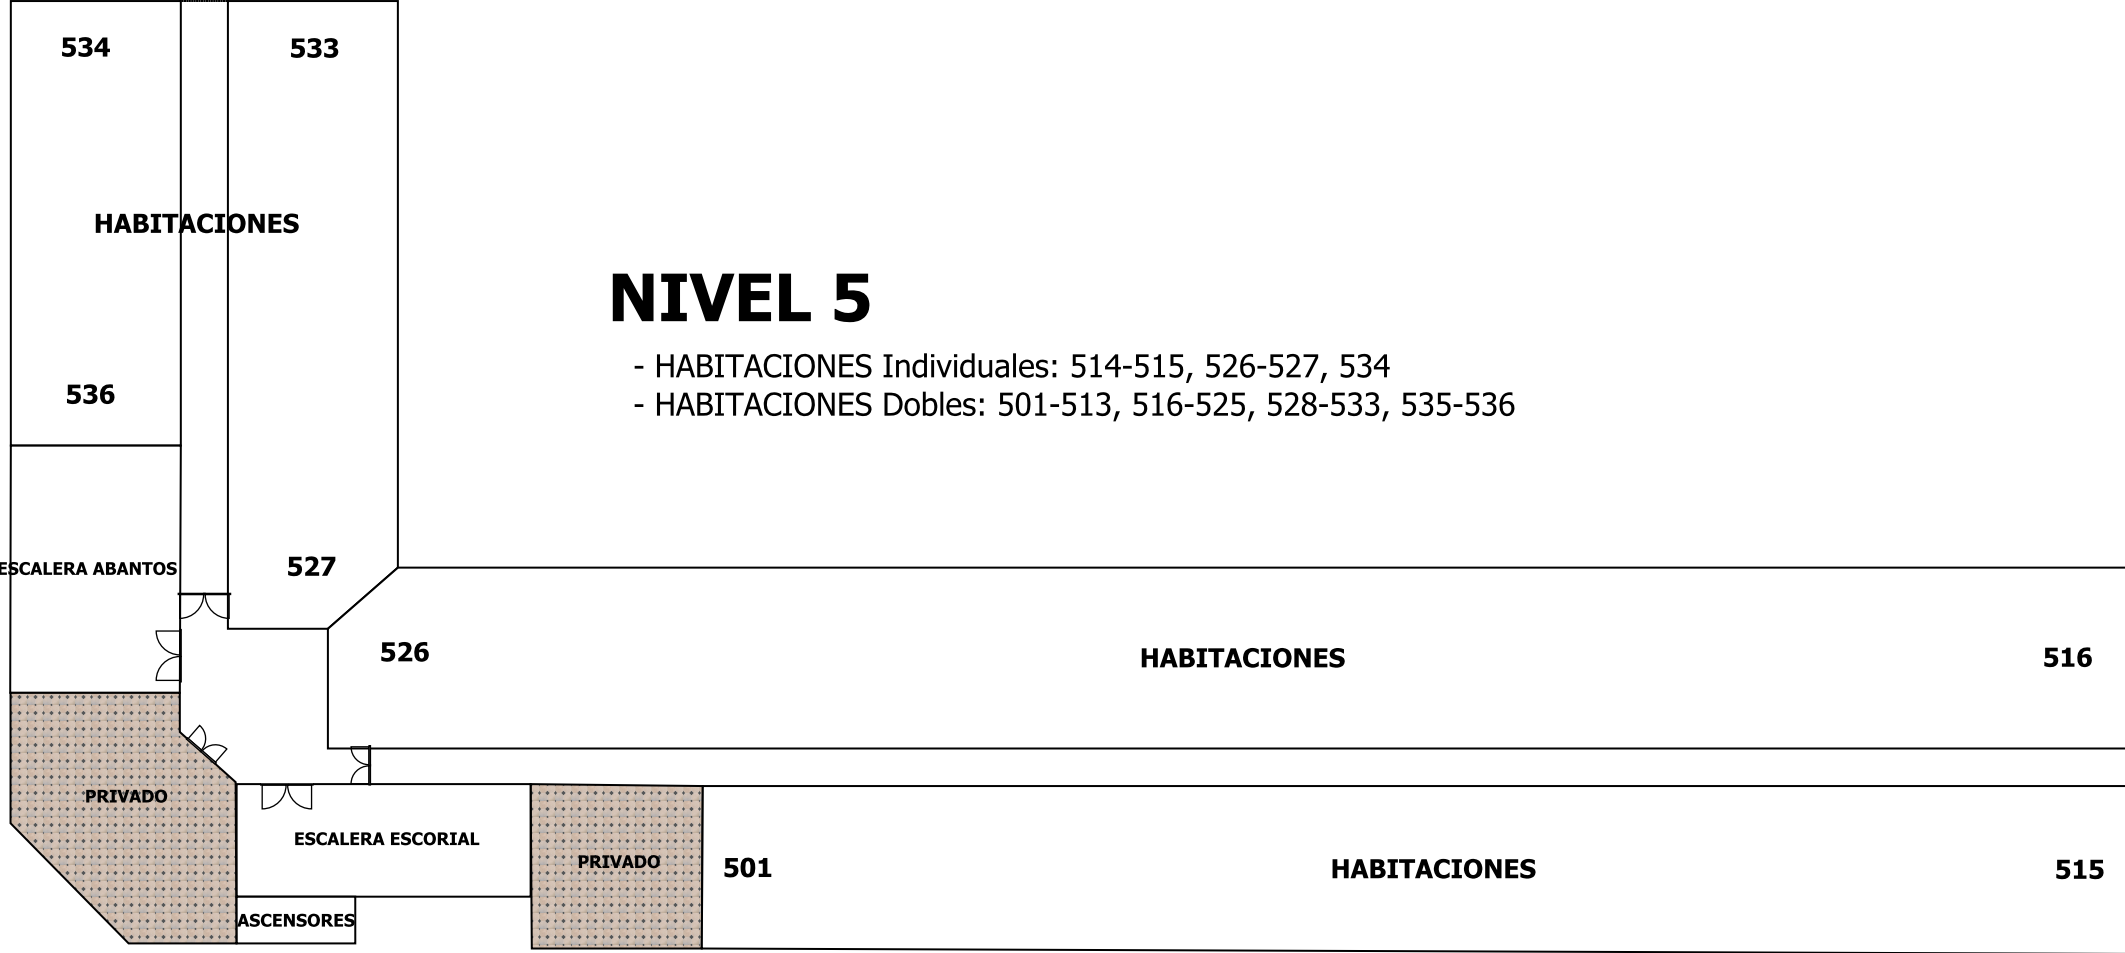 534
533
HABITACIONES
NIVEL 5
- HABITACIONES Individuales: 514-515, 526-527, 534
- HABITACIONES Dobles: 501-513, 516-525, 528-533, 535-536
536
ESCALERA ABANTOS
527
526
HABITACIONES
516
PRIVADO
ESCALERA ESCORIAL
PRIVADO
501
HABITACIONES
515
ASCENSORES